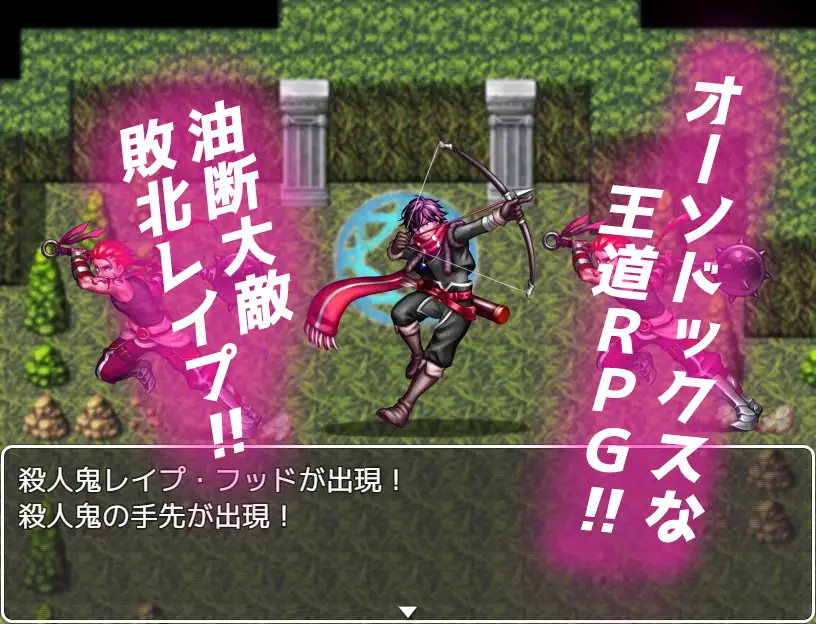 オーソドックスな
王道RPG!!
油断大敵
敗北レイプ!!
殺人鬼レイプ・フッドが出現！
殺人鬼の手先が出現！